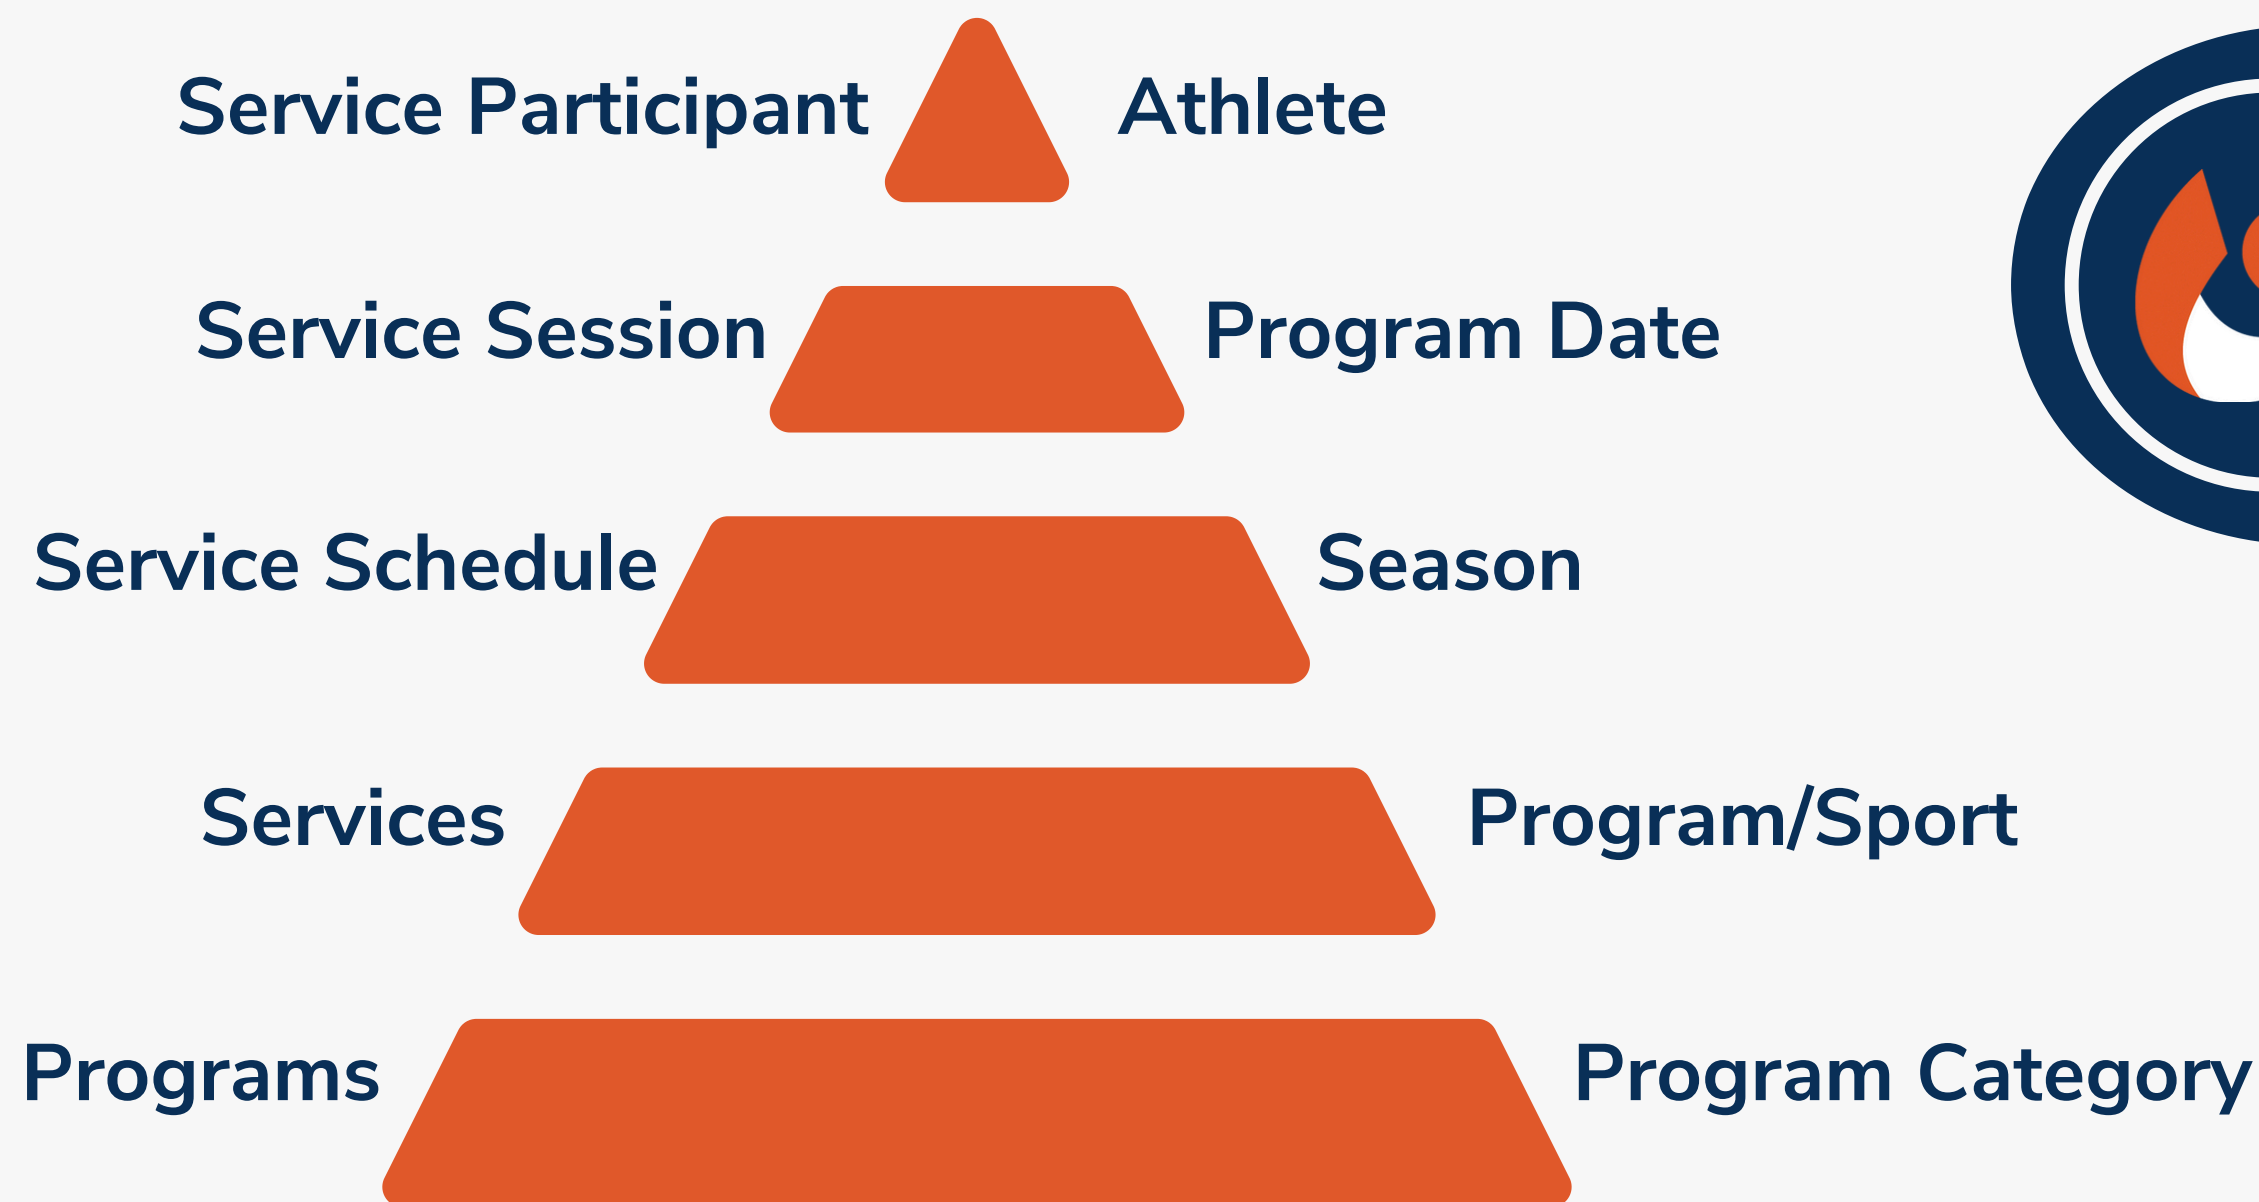 Service Participant Athlete
Service Session Program Date
Service Schedule Season
Services Program/Sport
Programs Program Category